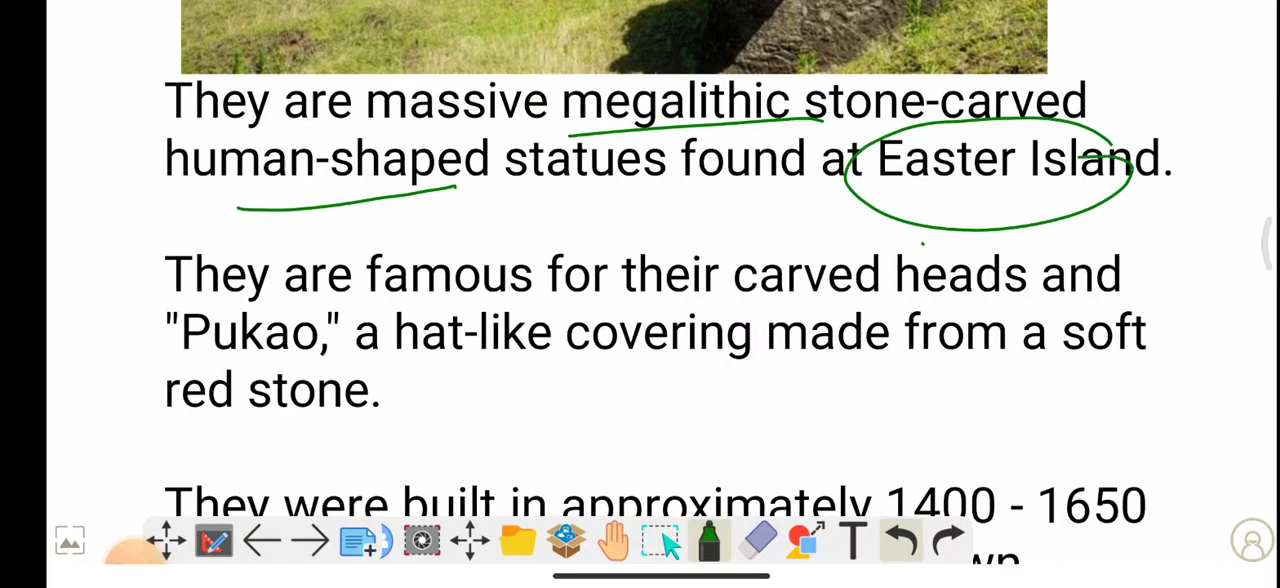 They are massive megalithic stone-carved
human-shaped statues found at Easter Island.
They are famous for their carved heads and
"Pukao," a hat-like covering made from a soft
red stone.
They were built in approximately 1400 - 1650
T